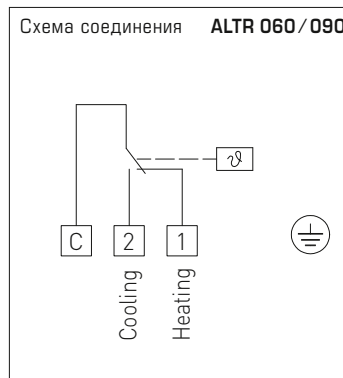 Схема соединения ALTR 060/090
ϑ
C 2 1
Cooling
Heating